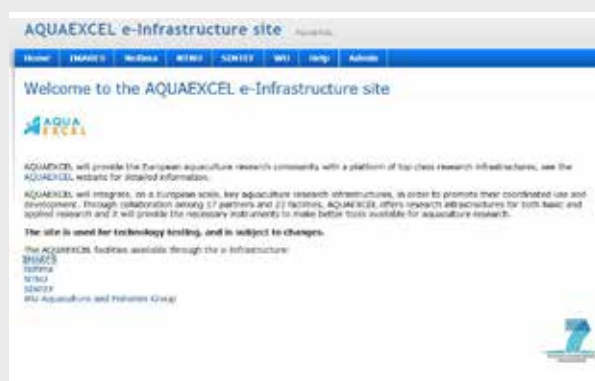 AQUAEXCEL e-Infrastructure site
Home IMARES Nofima NTNU SINTEF WU Help Admin
Welcome to the AQUAEXCEL e-Infrastructure site
AQUA
EXCEL
AQUAEXCEL will provide the European aquaculture research community with a platform of top class research infrastructures, see the
AQUAEXCEL website for detailed information.
AQUAEXCEL will integrate, on a European scale, key aquaculture research infrastructures, in order to promote their coordinated use and
development. Through collaboration among 17 partners and 23 facilities, AQUAEXCEL offers research infrastructures for both basic and
applied research and it will provide the necessary instruments to make better tools available for aquaculture research.
The site is used for technology testing, and is subject to changes.
The AQUAEXCEL facilities available through the e-Infrastructure:
IMARES
Nofima
NTNU
SINTEF
WU Aquaculture and Fisheries Group